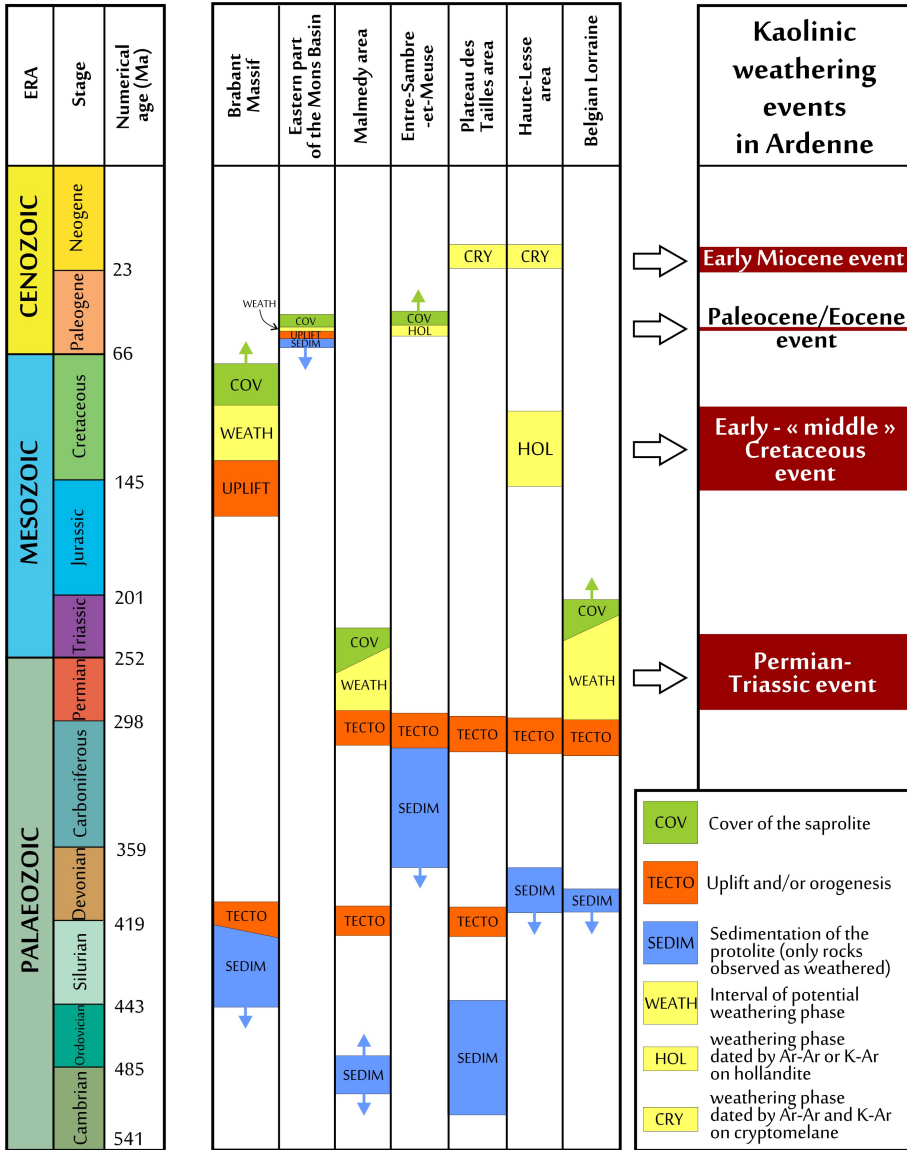 ERA
Stage
Numerical
age (Ma)
Brabant
Massif
Eastern part
of the Mons Basin
Malmedy area
Entre-Sambre
-et-Meuse
Plateau des
Tailles area
Haute-Lesse
area
Belgian Lorraine
Kaolinic
weathering
events
in Ardenne
CENOZOIC
Neogene
23
Paleogene
66
MESOZOIC
Cretaceous
145
Jurassic
201
Triassic
252
PALAEOZOIC
Permian
298
Carboniferous
359
Devonian
419
Silurian
443
Ordovician
485
Cambrian
541
COV
WEATH
UPLIFT
TECTO
SEDIM
WEATH
COV
UPLIFT
SEDIM
COV
WEATH
TECTO
TECTO
SEDIM
COV
HOL
TECTO
SEDIM
CRY
TECTO
TECTO
SEDIM
CRY
HOL
TECTO
SEDIM
COV
WEATH
TECTO
SEDIM
Early Miocene event
Paleocene/Eocene
event
Early - « middle »
Cretaceous
event
Permian-
Triassic event
COV Cover of the saprolite
TECTO Uplift and/or orogenesis
SEDIM Sedimentation of the
protolite (only rocks
observed as weathered)
WEATH Interval of potential
weathering phase
HOL weathering phase
dated by Ar-Ar or K-Ar
on hollandite
CRY weathering phase
dated by Ar-Ar and K-Ar
on cryptomelane